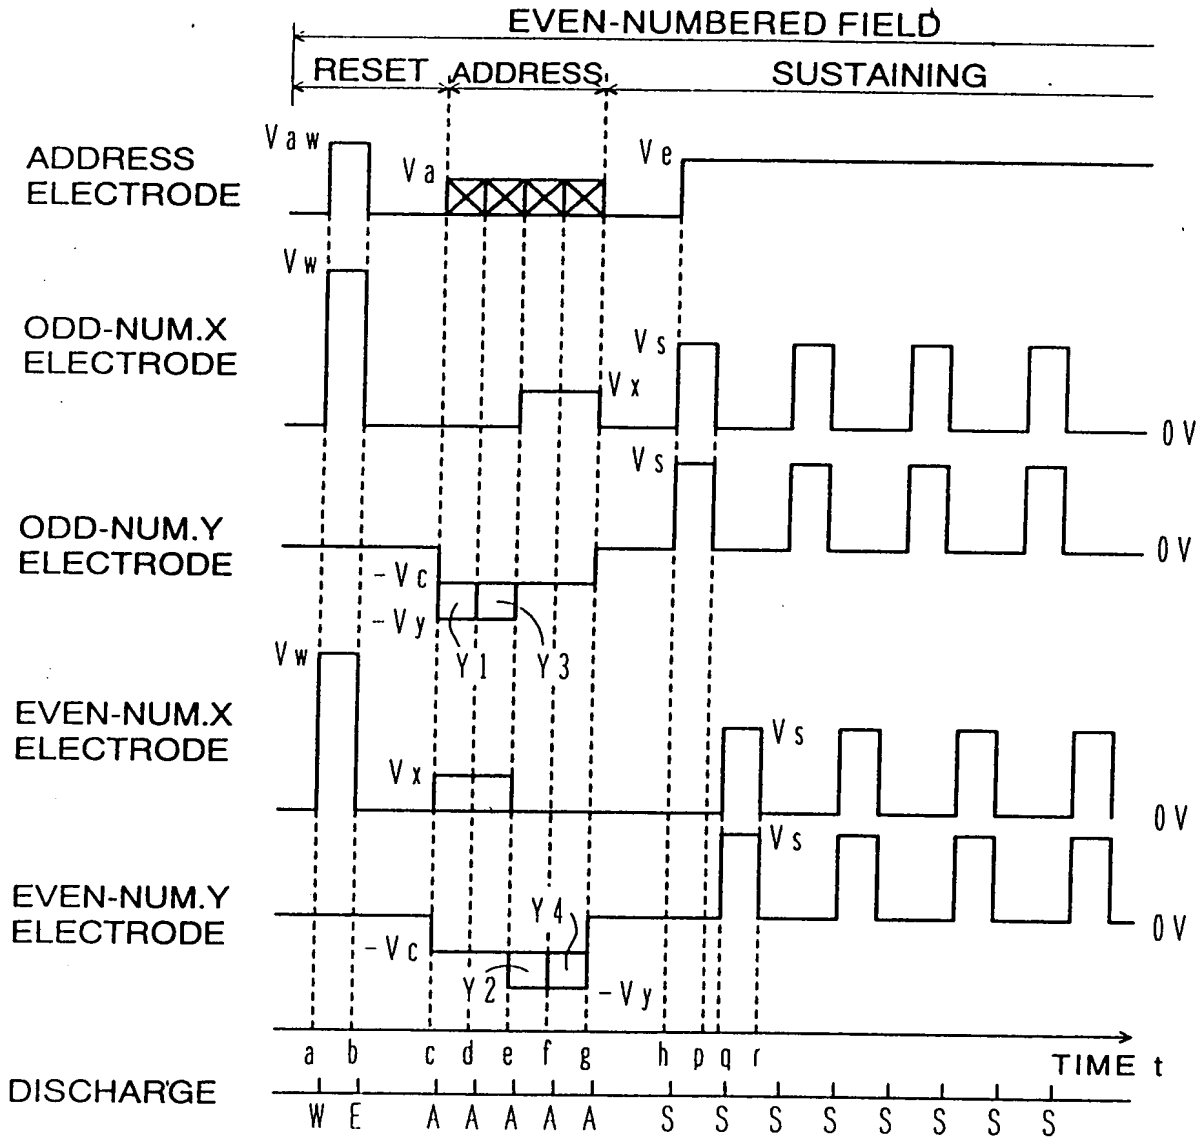 EVEN-NUMBERED FIELD
RESET ADDRESS SUSTAINING
Vaw
ADDRESS
ELECTRODE
Va
Ve
Vw
ODD-NUM.X
ELECTRODE
Vs
Vx
0V
Vs
ODD-NUM.Y
ELECTRODE
0V
-Vc
-Vy
Y1 Y3
Vw
EVEN-NUM.X
ELECTRODE
Vs
Vx
0V
Vs
EVEN-NUM.Y
ELECTRODE
Y4
0V
-Vc
Y2
-Vy
a b c d e f g h p q r
TIME t
DISCHARGE
W E A A A A A S S S S S S S S